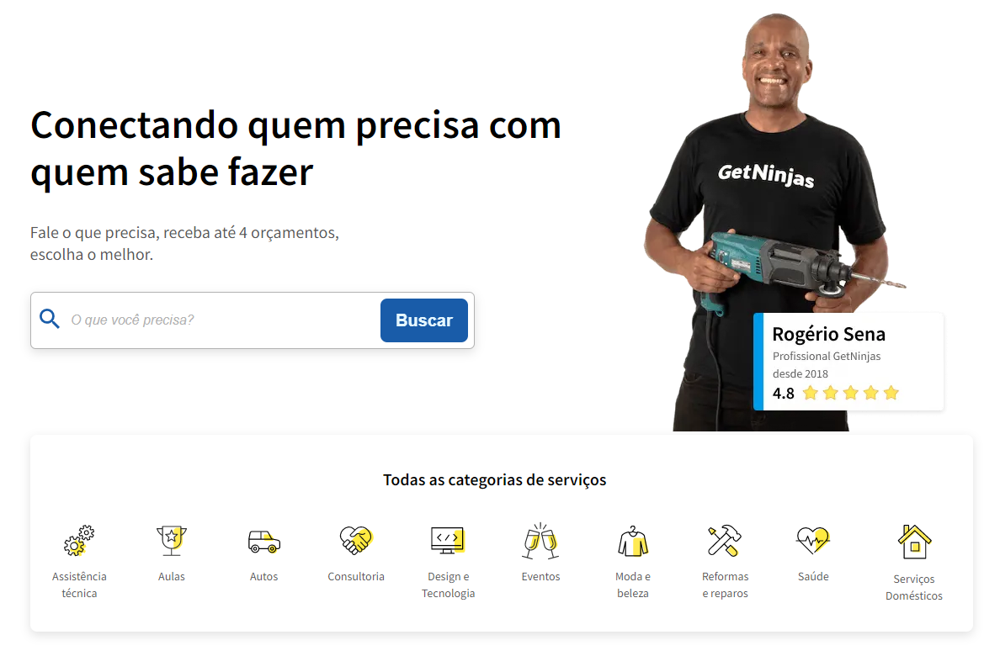 Conectando quem precisa com
quem sabe fazer
Fale o que precisa, receba até 4 orçamentos,
escolha o melhor.
O que você precisa?
Buscar
GetNinjas
Rogério Sena
Profissional GetNinjas
desde 2018
4.8
Todas as categorias de serviços
Assistência
técnica
Aulas
Autos
Consultoria
Design e
Tecnologia
Eventos
Moda e
beleza
Reformas
e reparos
Saúde
Serviços
Domésticos